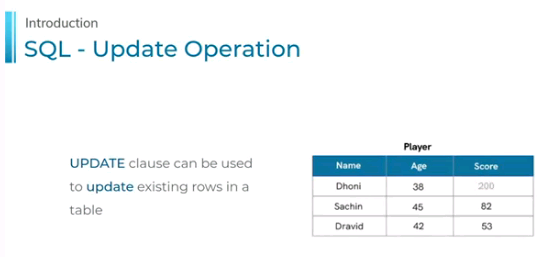 Introduction
SQL - Update Operation
UPDATE clause can be used
to update existing rows in a
table
Player
Name Age Score
Dhoni 38 200
Sachin 45 82
Dravid 42 53